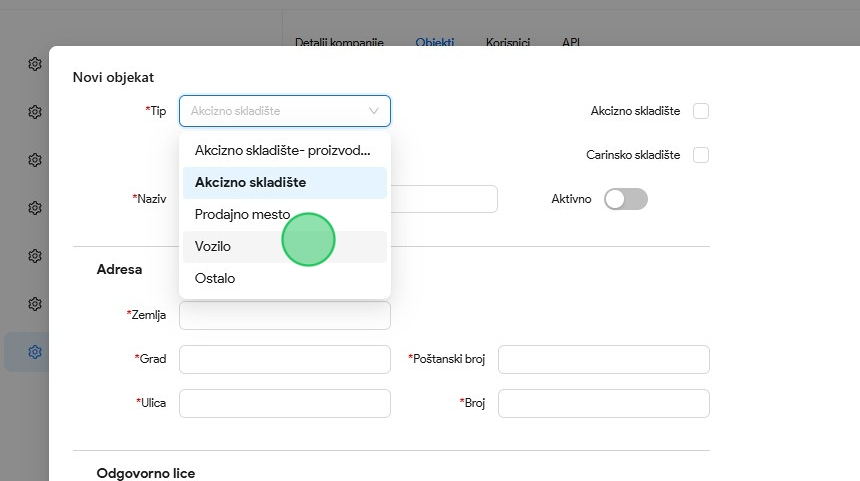 Detalji kompanije Objekti Korisnici API
Novi objekat
*Tip Akcizno skladište Akcizno skladište
Akcizno skladište- proizvod...
Carinsko skladište
Akcizno skladište
*Naziv Aktivno
Prodajno mesto
Vozilo
Adresa
Ostalo
*Zemlja
*Grad *Poštanski broj
*Ulica *Broj
Odgovorno lice